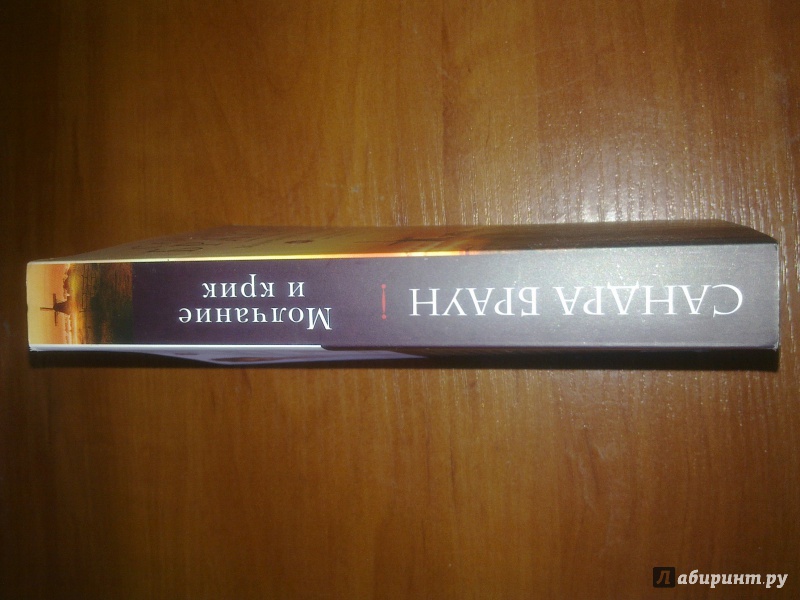 САНДРА БРАУН
Молчание
и крик
Лабиринт.ру